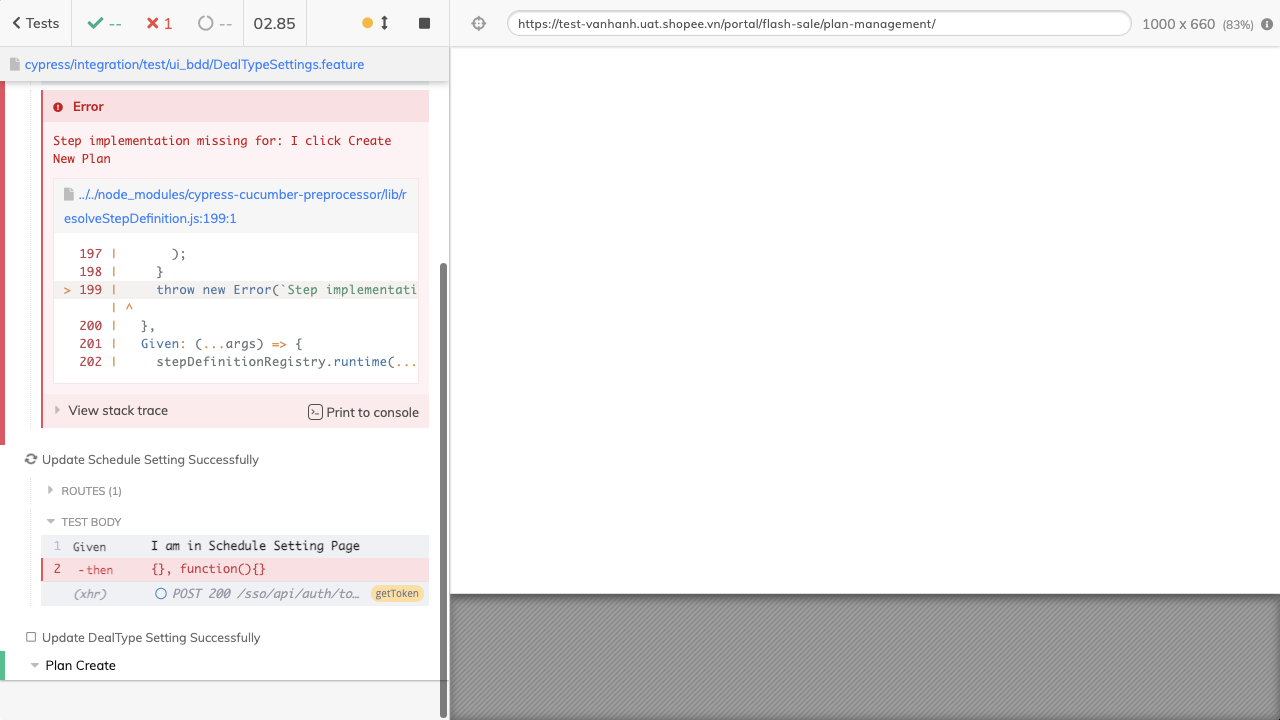 Tests
--
1
--
02.85
https://test-vanhanh.uat.shopee.vn/portal/flash-sale/plan-management/
1000 x 660 (83%)
cypress/integration/test/ui_bdd/DealTypeSettings.feature
Error
Step implementation missing for: I click Create
New Plan
../../node_modules/cypress-cucumber-preprocessor/lib/r
esolveStepDefinition.js:199:1
197 | );
198 | }
> 199 | throw new Error(`Step implementati
| ^
200 | },
201 | Given: (...args) => {
202 | stepDefinitionRegistry.runtime(...
View stack trace
Print to console
Update Schedule Setting Successfully
ROUTES (1)
TEST BODY
1 Given I am in Schedule Setting Page
2 -then {}, function(){}
(xhr) POST 200 /sso/api/auth/to... getToken
Update DealType Setting Successfully
Plan Create